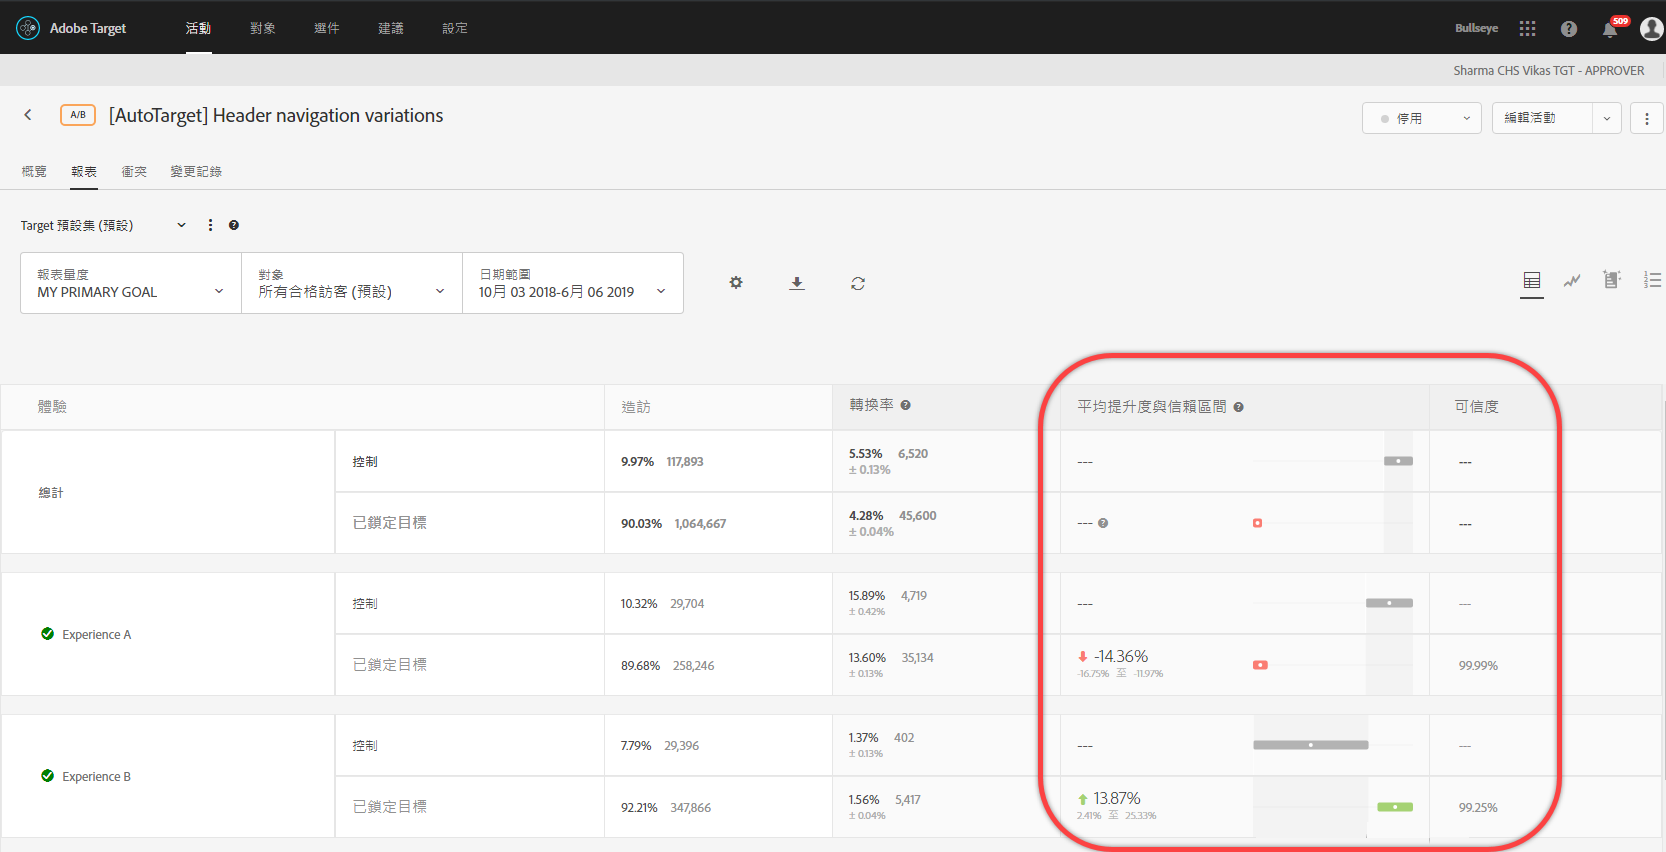 Adobe Target 活動 對象 選件 建議 設定 Bullseye 509
Sharma CHS Vikas TGT - APPROVER
A/B [AutoTarget] Header navigation variations 停用 編輯活動
概覽 報表 衝突 變更記錄
Target 預設集 (預設)
報表量度 對象 日期範圍
MY PRIMARY GOAL 所有合格訪客 (預設) 10月 03 2018-6月 06 2019
體驗 造訪 轉換率 平均提升度與信賴區間 可信度
總計
控制 9.97% 117,893 5.53% 6,520 --- ---
± 0.13%
已鎖定目標 90.03% 1,064,667 4.28% 45,600 --- ---
± 0.04%
Experience A
控制 10.32% 29,704 15.89% 4,719 --- ---
± 0.42%
已鎖定目標 89.68% 258,246 13.60% 35,134 -14.36% 99.99%
± 0.13% -16.75% 至 -11.97%
Experience B
控制 7.79% 29,396 1.37% 402 --- ---
± 0.13%
已鎖定目標 92.21% 347,866 1.56% 5,417 13.87% 99.25%
± 0.04% 2.41% 至 25.33%